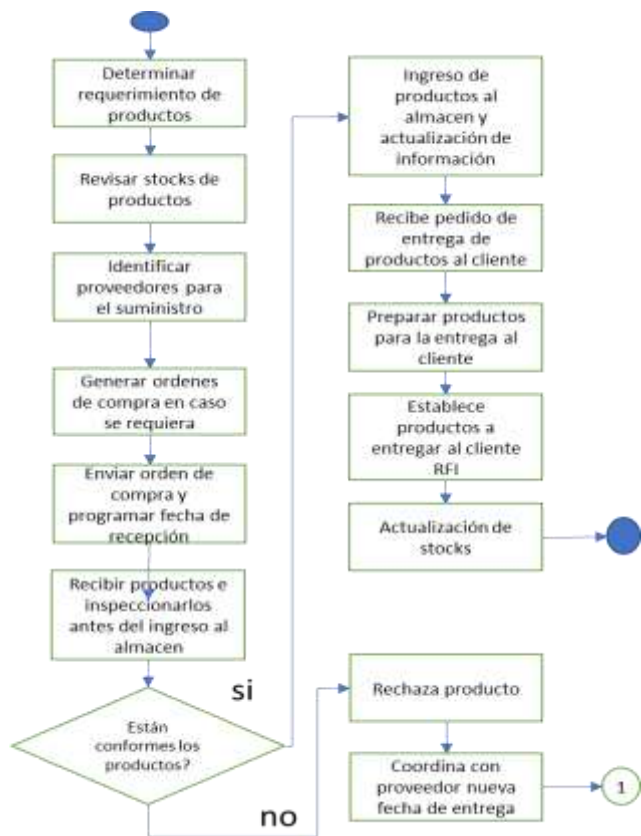 Determinar
requerimiento de
productos
Revisar stocks de
productos
Identificar
proveedores para
el suministro
Generar ordenes
de compra en caso
se requiera
Enviar orden de
compra y
programar fecha de
recepción
Recibir productos e
inspeccionarlos
antes del ingreso al
almacen
si
Están
conformes los
productos?
no
Ingreso de
productos al
almacen y
actualización de
información
Recibe pedido de
entrega de
productos al cliente
Preparar productos
para la entrega al
cliente
Establece
productos a
entregar al cliente
RFI
Actualización de
stocks
Rechaza producto
Coordina con
proveedor nueva
fecha de entrega
1